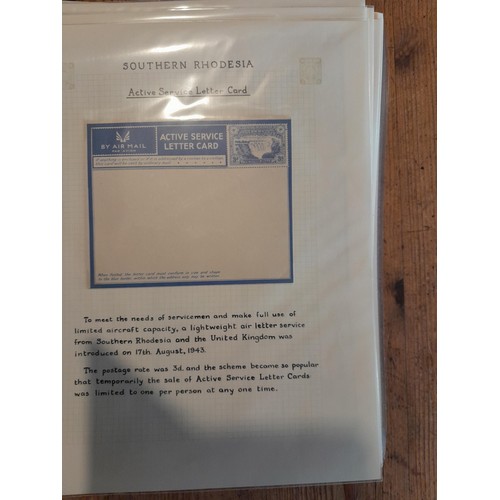 SOUTHERN RHODESIA
Active Service Letter Card
BY AIR MAIL
ACTIVE SERVICE
LETTER CARD
To meet the needs of servicemen and make full use of
limited aircraft capacity, a lightweight air letter service
from Southern Rhodesia and the United Kingdom was
introduced on 17th. August, 1943.
The postage rate was 3d. and the scheme became so popular
that temporarily the sale of Active Service Letter Cards
was limited to one per person at any one time.